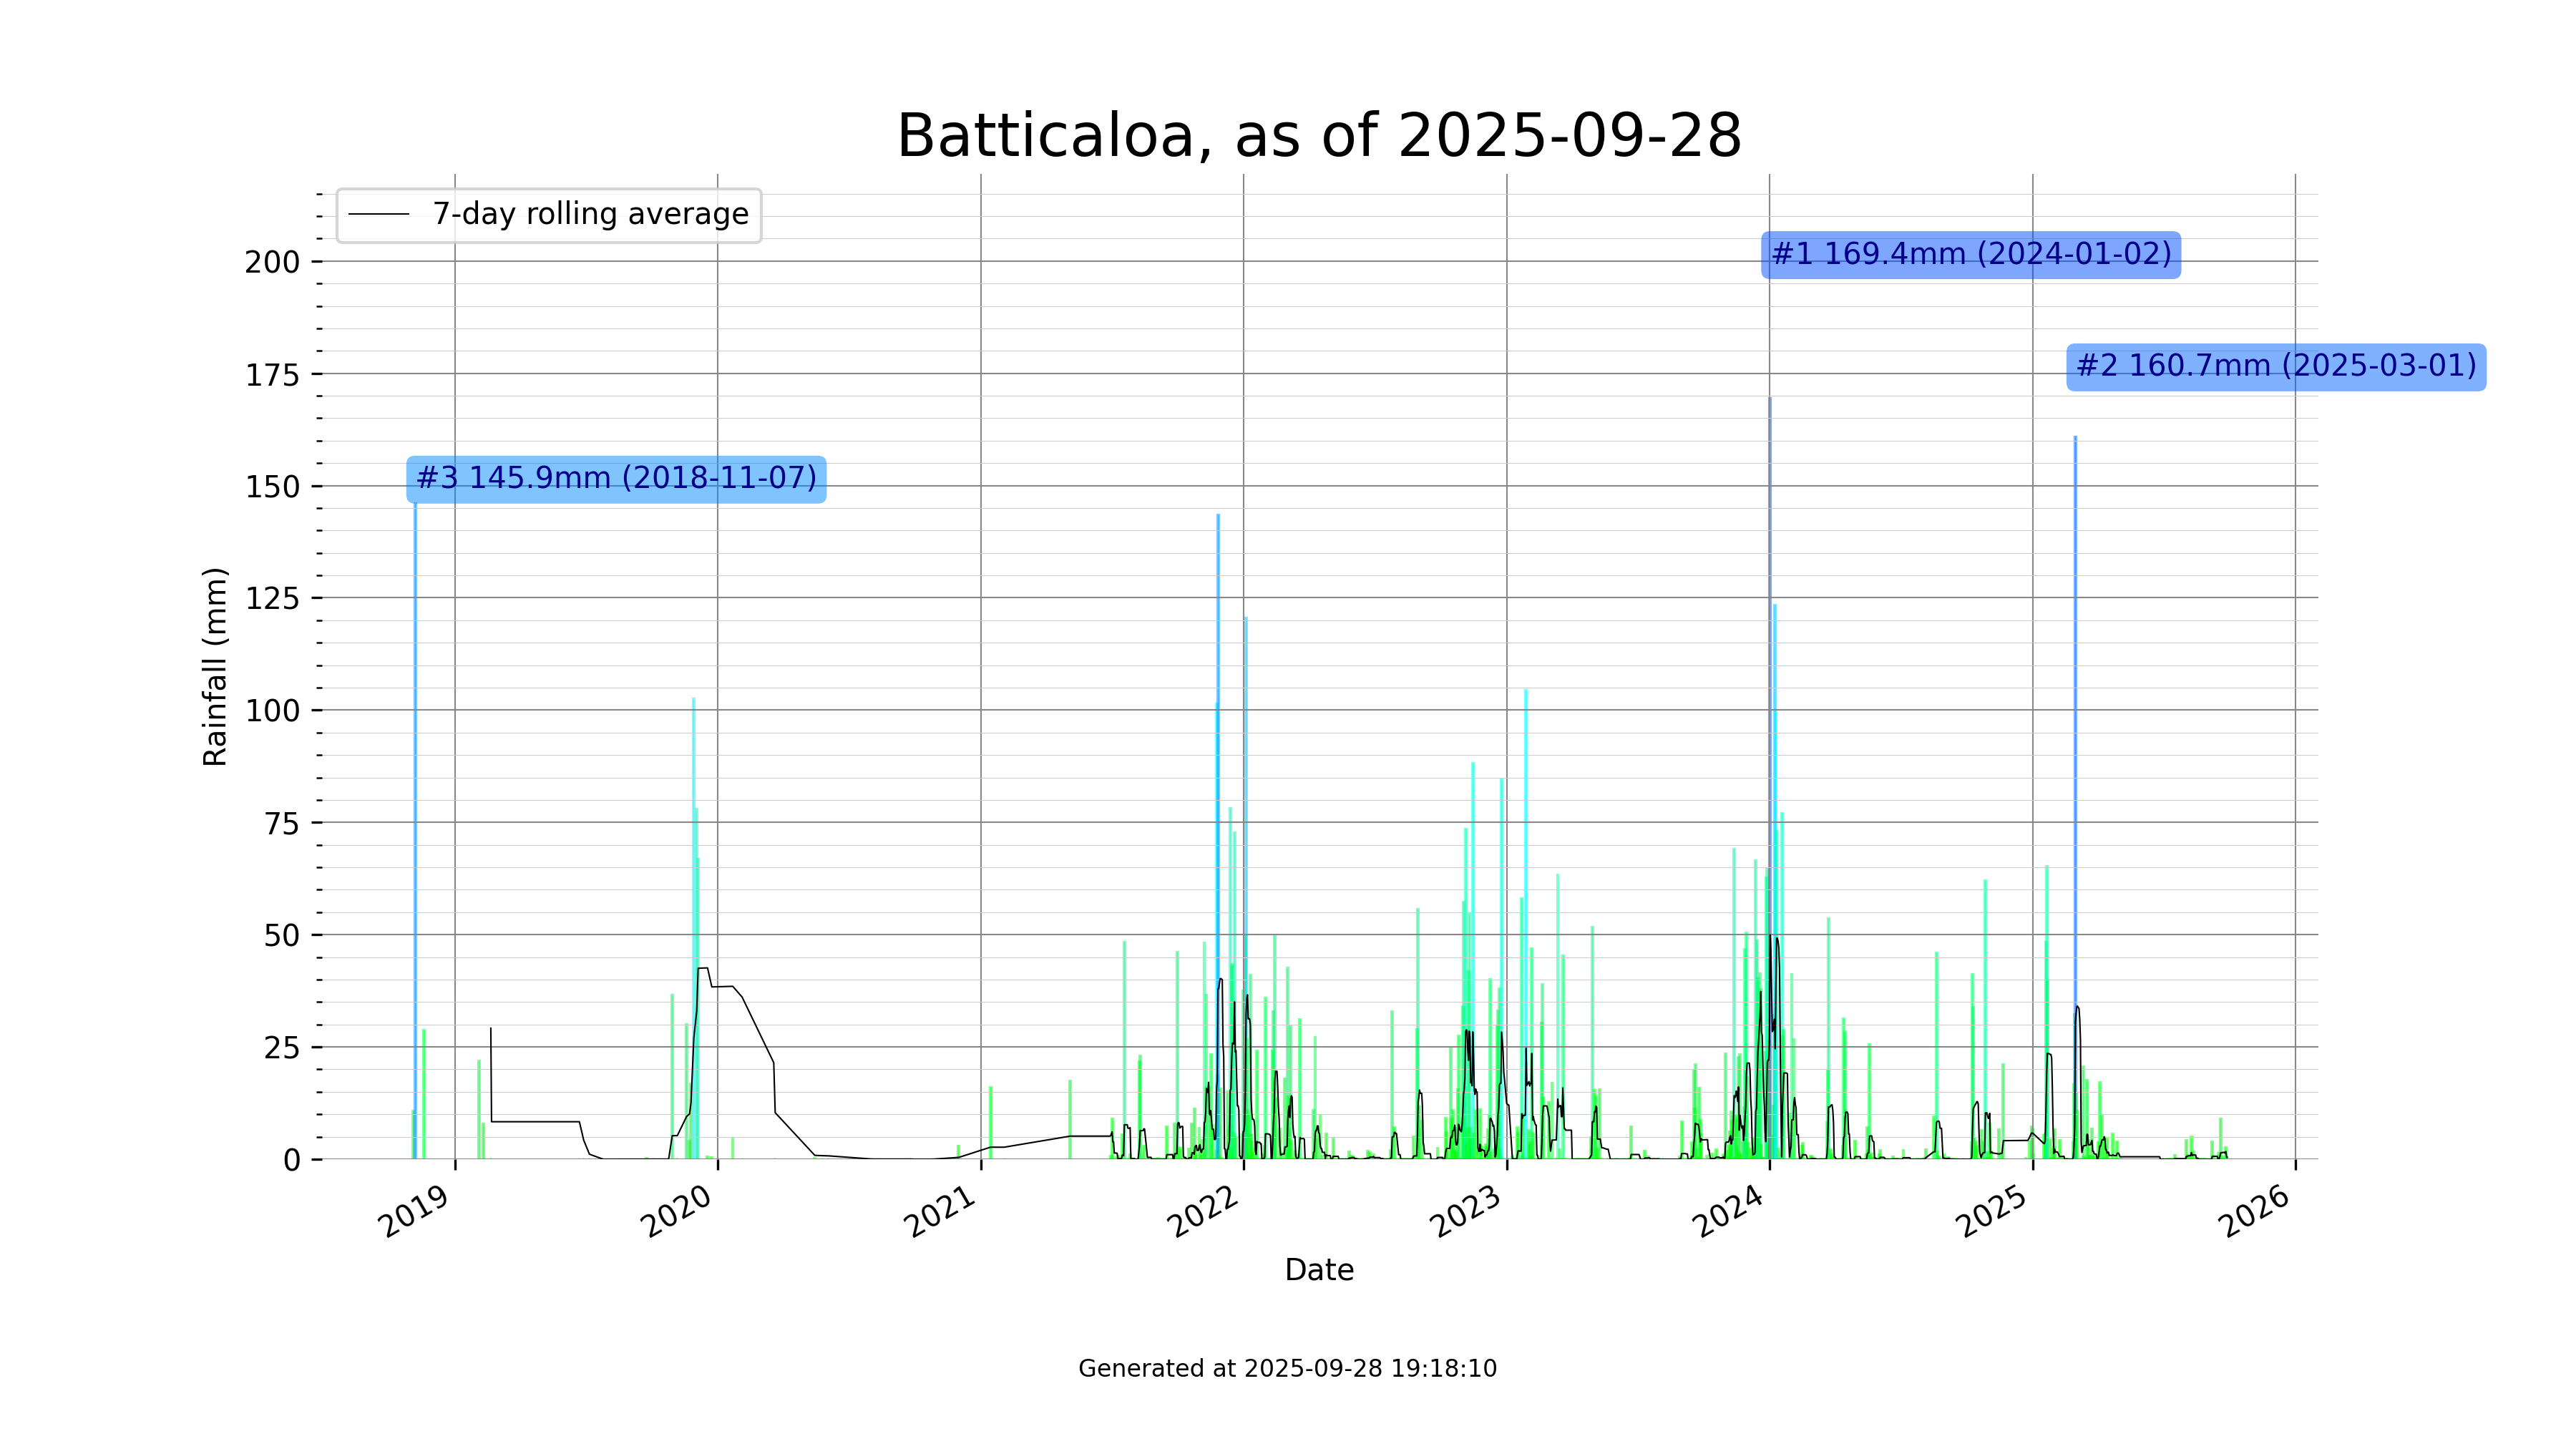 Batticaloa, as of 2025-09-28
7-day rolling average
#1 169.4mm (2024-01-02)
#2 160.7mm (2025-03-01)
#3 145.9mm (2018-11-07)
Rainfall (mm)
200
175
150
125
100
75
50
25
0
2019 2020 2021 2022 2023 2024 2025 2026
Date
Generated at 2025-09-28 19:18:10